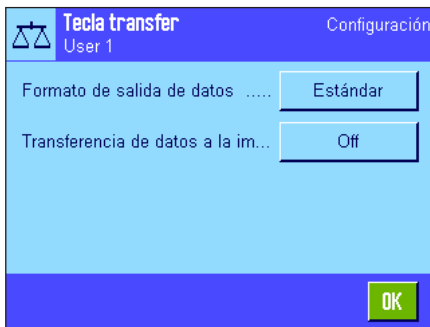 Tecla transfer
Configuración
User 1
Formato de salida de datos ..... Estándar
Transferencia de datos a la im... Off
OK